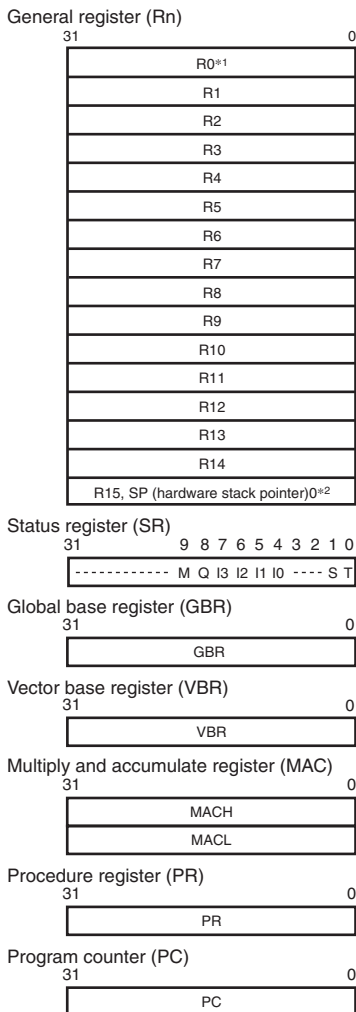 General register (Rn)
31 0
R0*1
R1
R2
R3
R4
R5
R6
R7
R8
R9
R10
R11
R12
R13
R14
R15, SP (hardware stack pointer)0*2
Status register (SR)
31 9 8 7 6 5 4 3 2 1 0
------------ M Q I3 I2 I1 I0 ---- S T
Global base register (GBR)
31 0
GBR
Vector base register (VBR)
31 0
VBR
Multiply and accumulate register (MAC)
31 0
MACH
MACL
Procedure register (PR)
31 0
PR
Program counter (PC)
31 0
PC